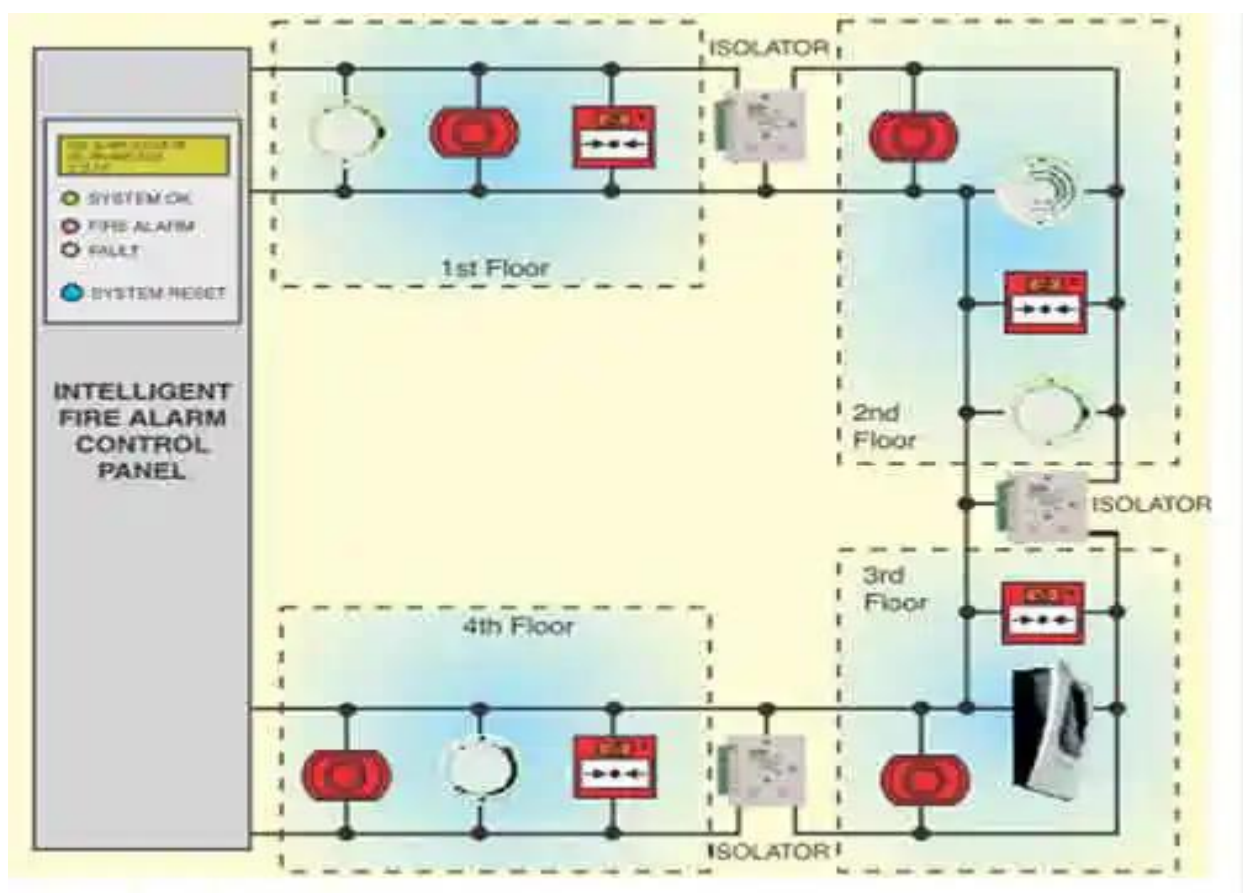 SYSTEM OK
FIRE ALARM
FAULT
SYSTEM RESET
INTELLIGENT
FIRE ALARM
CONTROL
PANEL
1st Floor
ISOLATOR
2nd
Floor
ISOLATOR
3rd
Floor
4th Floor
ISOLATOR